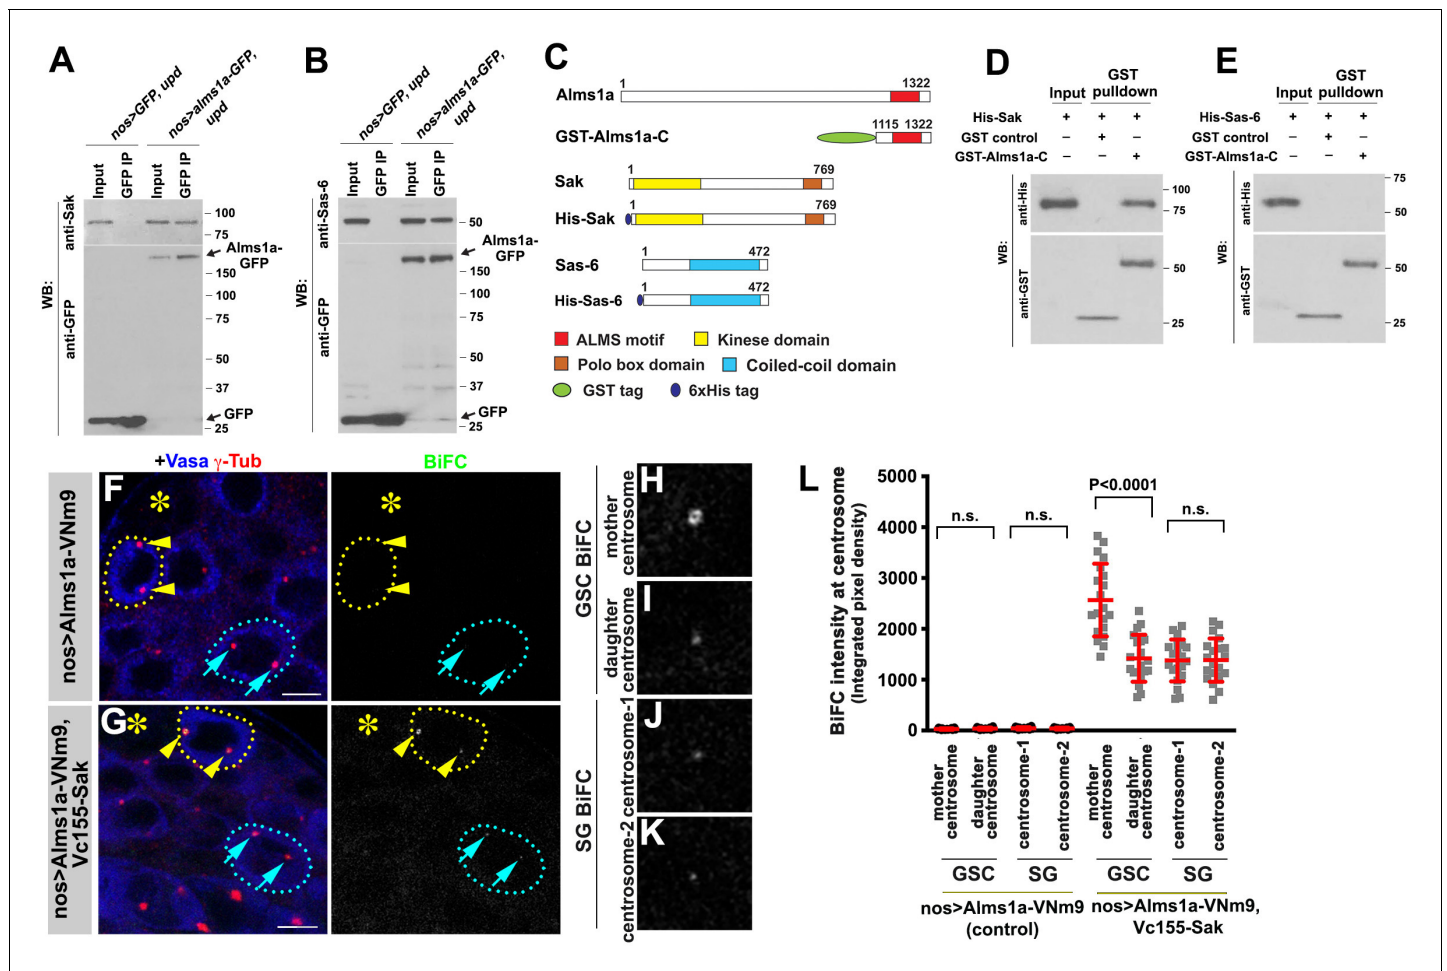 A
nos>GFP, upd
nos>alms1a-GFP,
upd
Input
GFP IP
Input
GFP IP
anti-Sak
WB:
anti-GFP
100
75
Alms1a-
GFP
150
100
75
50
37
GFP
25
B
nos>GFP, upd
nos>alms1a-GFP,
upd
Input
GFP IP
Input
GFP IP
anti-Sas-6
WB:
anti-GFP
50
Alms1a-
GFP
150
100
75
50
37
GFP
25
C
1
1322
Alms1a
1115
1322
GST-Alms1a-C
1
769
Sak
1
769
His-Sak
1
472
Sas-6
1
472
His-Sas-6
ALMS motif
Kinese domain
Polo box domain
Coiled-coil domain
GST tag
6xHis tag
D
GST
Input pulldown
His-Sak + + +
GST control – + –
GST-Alms1a-C – – +
anti-His
WB:
anti-GST
100
75
50
25
E
GST
Input pulldown
His-Sas-6 + + +
GST control – + –
GST-Alms1a-C – – +
anti-His
WB:
anti-GST
75
50
50
25
+Vasa γ-Tub
BiFC
nos>Alms1a-VNm9
F
*
*
nos>Alms1a-VNm9,
Vc155-Sak
G
*
*
GSC BiFC
mother
centrosome
H
daughter
centrosome
I
SG BiFC
centrosome-1
J
centrosome-2
K
L
BiFC intensity at centrosome
(Integrated pixel density)
5000
4000
3000
2000
1000
0
n.s.
n.s.
P<0.0001
n.s.
mother
centrosome
daughter
centrosome
centrosome-1
centrosome-2
mother
centrosome
daughter
centrosome
centrosome-1
centrosome-2
GSC
SG
GSC
SG
nos>Alms1a-VNm9
(control)
nos>Alms1a-VNm9,
Vc155-Sak